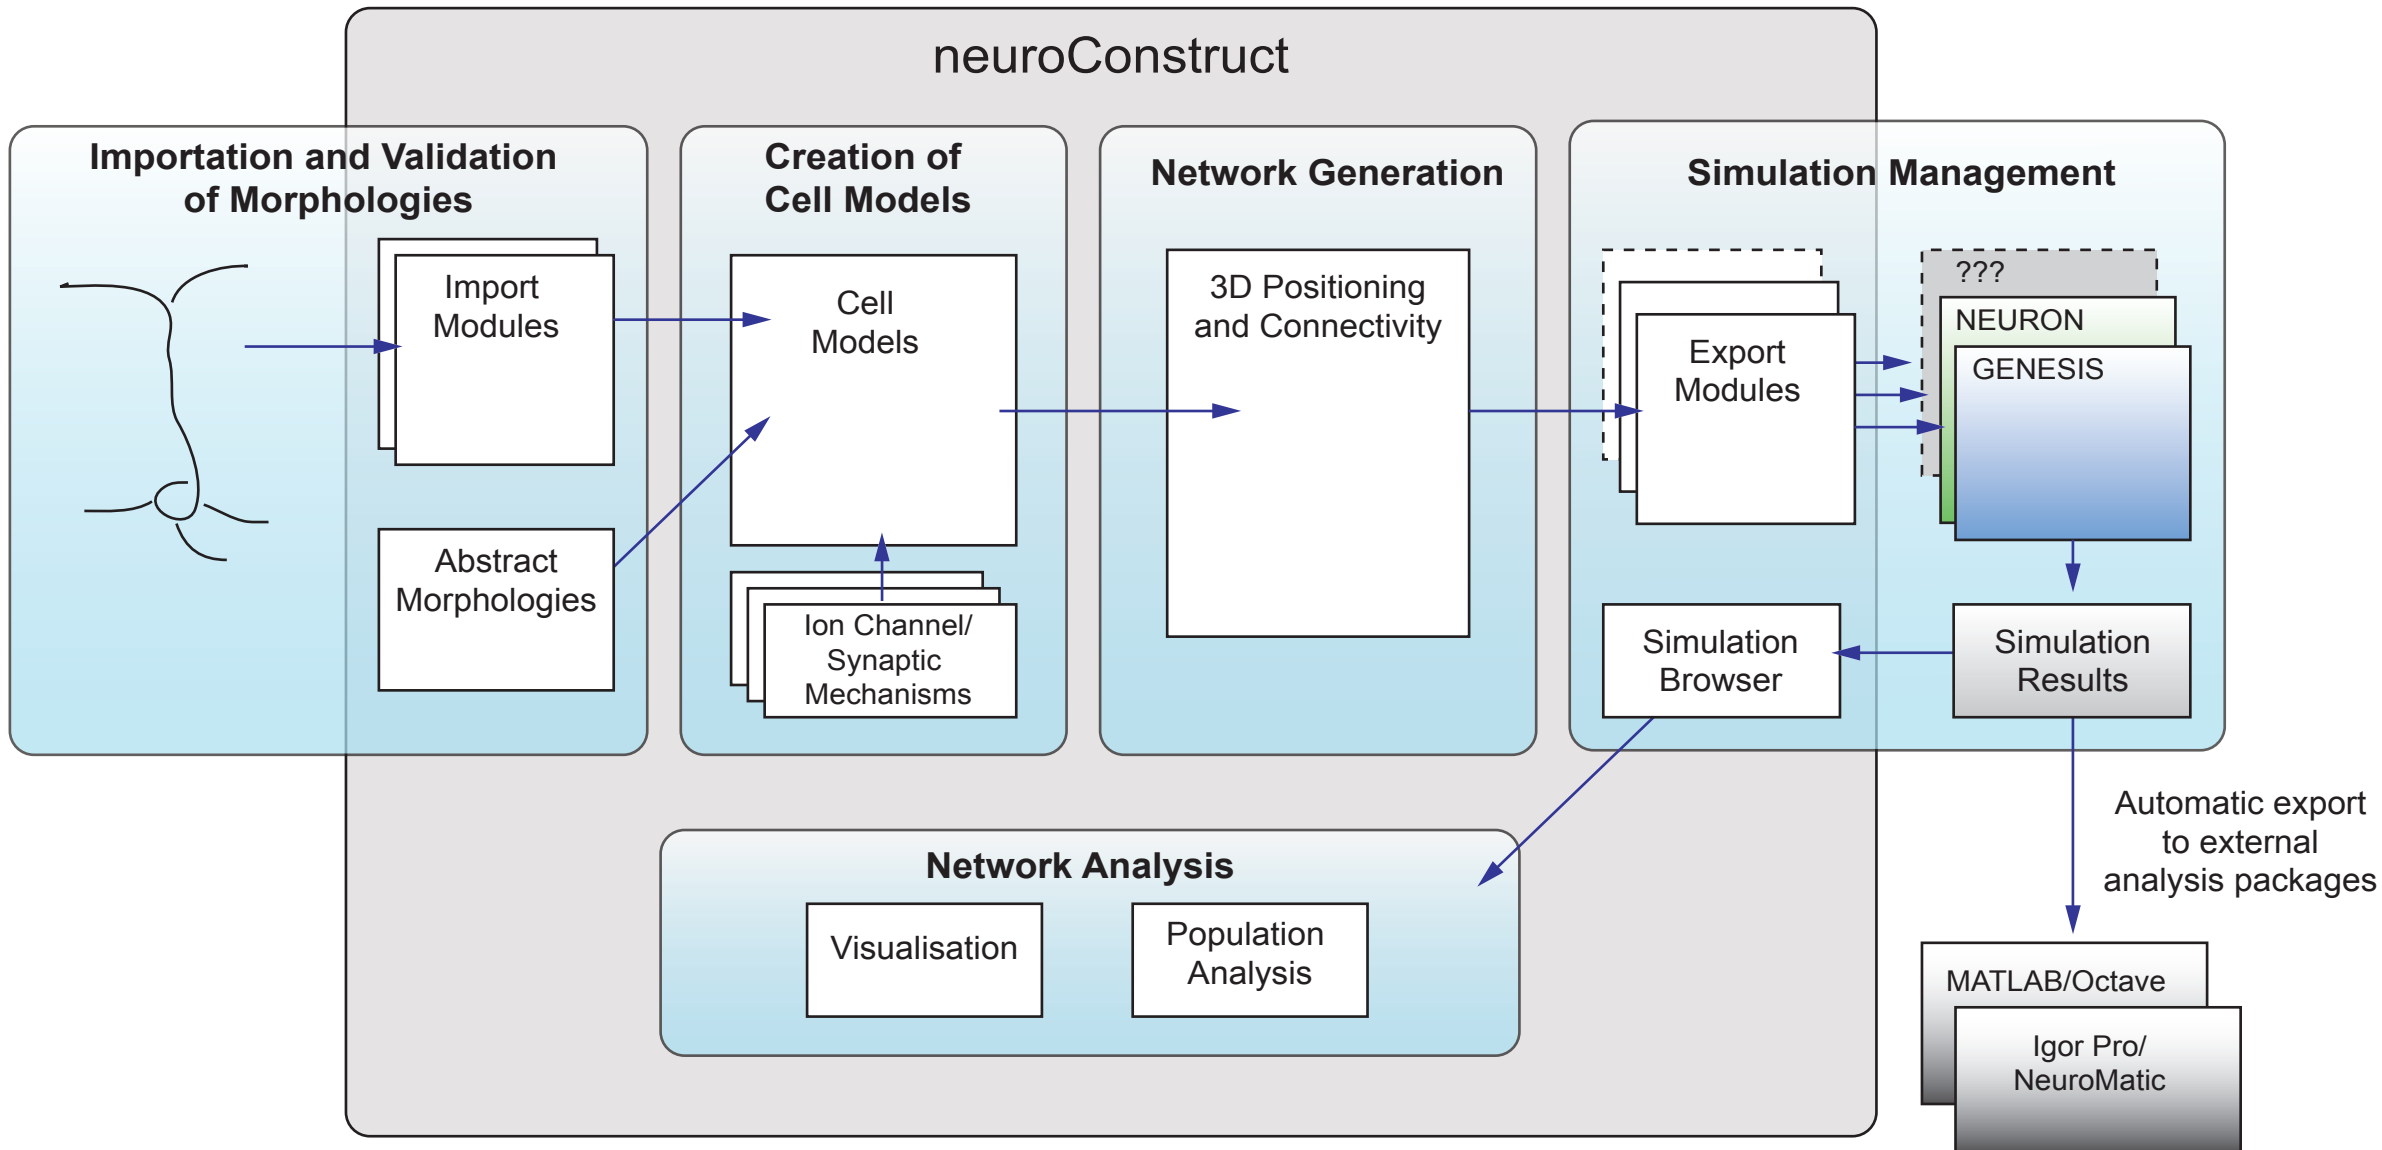 neuroConstruct
Importation and Validation
of Morphologies
Import
Modules
Abstract
Morphologies
Creation of
Cell Models
Cell
Models
Ion Channel/
Synaptic
Mechanisms
Network Generation
3D Positioning
and Connectivity
Simulation Management
Export
Modules
???
NEURON
GENESIS
Simulation
Browser
Simulation
Results
Automatic export
to external
analysis packages
Network Analysis
Visualisation
Population
Analysis
MATLAB/Octave
Igor Pro/
NeuroMatic